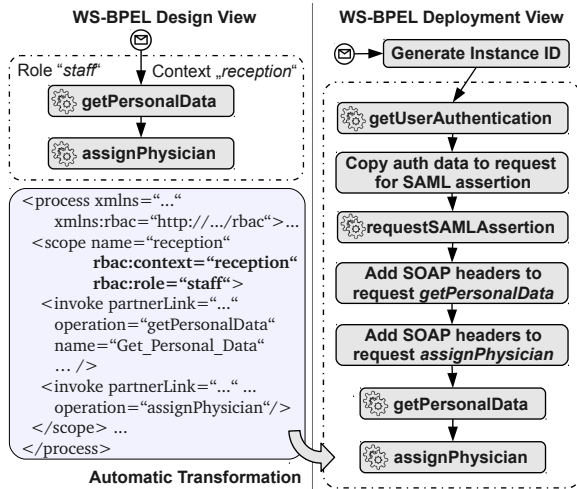 WS-BPEL Design View
Role "staff“
Context „reception“
getPersonalData
assignPhysician
<process xmlns=“...“
xmlns:rbac=“http://.../rbac“>...
<scope name=“reception“
rbac:context=“reception“
rbac:role=“staff“>
<invoke partnerLink=“...“
operation=“getPersonalData“
name=“Get_Personal_Data“
... />
<invoke partnerLink=“...“ ...
operation=“assignPhysician“/>
</scope> ...
</process>
Automatic Transformation
WS-BPEL Deployment View
Generate Instance ID
getUserAuthentication
Copy auth data to request
for SAML assertion
requestSAMLAssertion
Add SOAP headers to
request getPersonalData
Add SOAP headers to
request assignPhysician
getPersonalData
assignPhysician